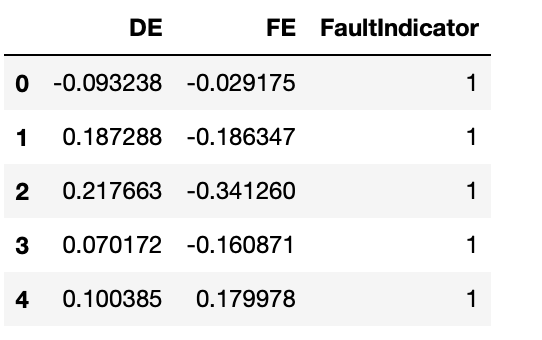 DE FE FaultIndicator
0 -0.093238 -0.029175 1
1 0.187288 -0.186347 1
2 0.217663 -0.341260 1
3 0.070172 -0.160871 1
4 0.100385 0.179978 1